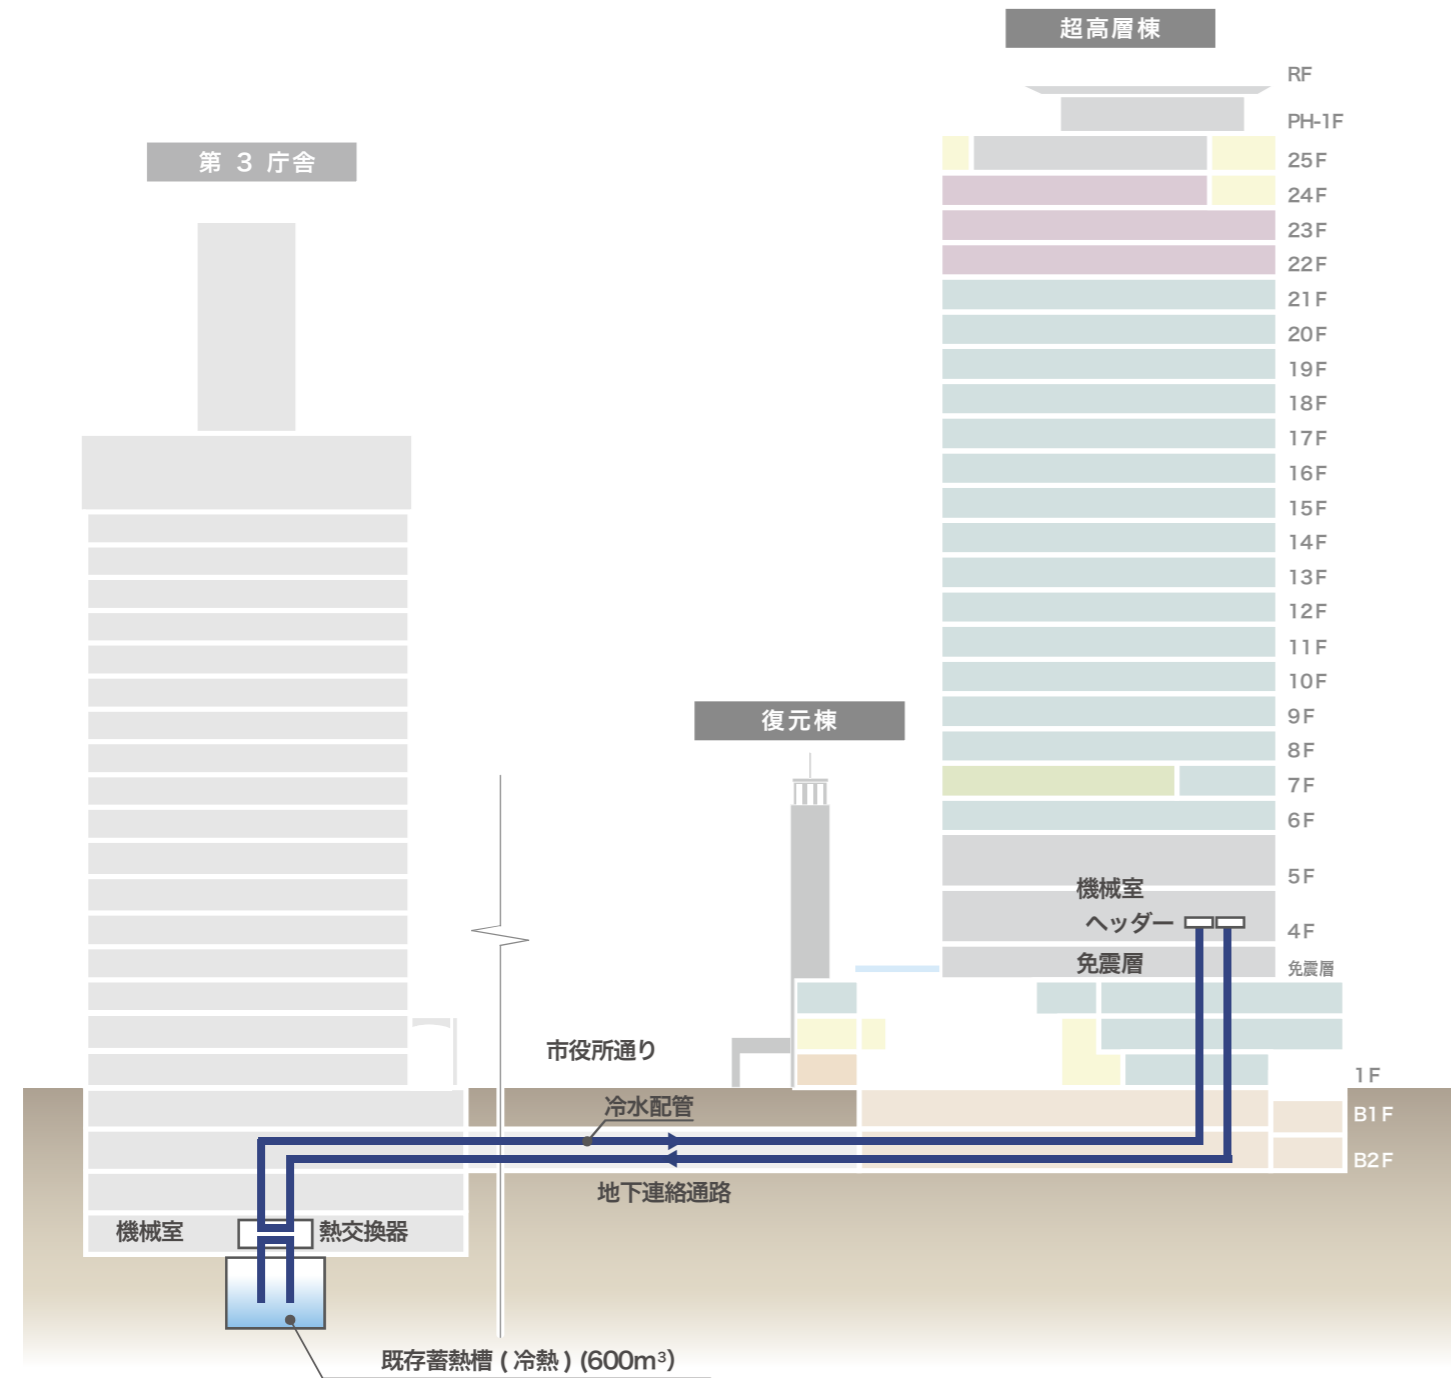 超高層棟
RF
PH-1F
第 3 庁舎
25F
24F
23F
22F
21F
20F
19F
18F
17F
16F
15F
14F
13F
12F
11F
10F
復元棟
9F
8F
7F
6F
5F
機械室
ヘッダー
4F
免震層
免震層
市役所通り
1F
冷水配管
B1F
B2F
地下連絡通路
機械室
熱交換器
既存蓄熱槽 ( 冷熱 ) (600m³)